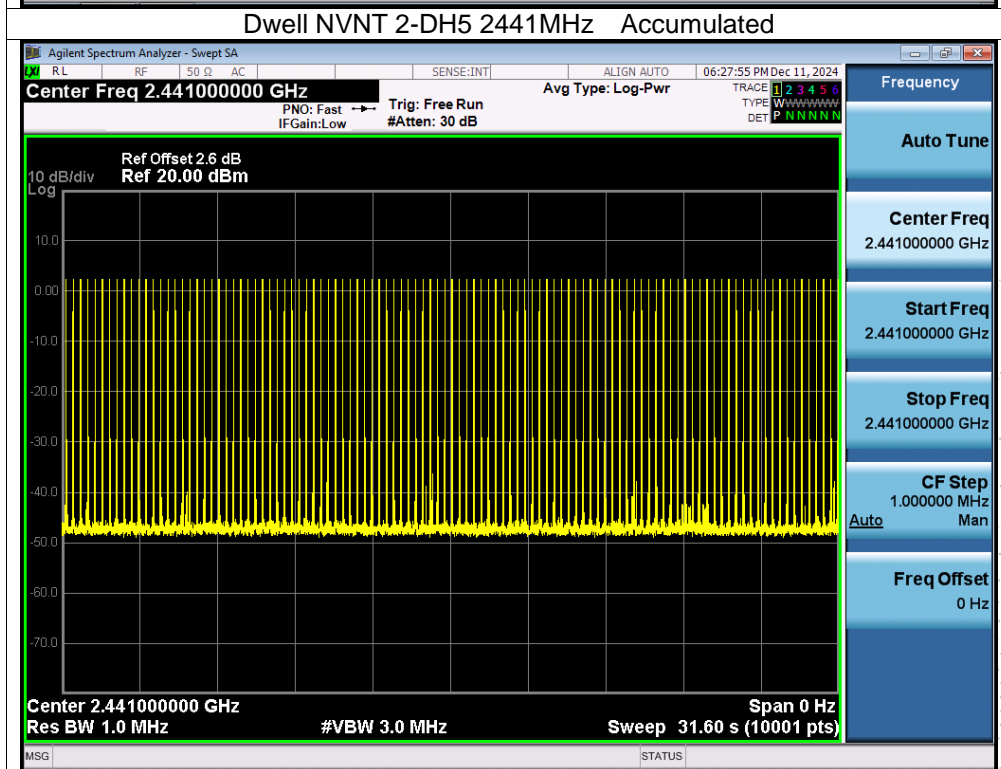 Dwell NVNT 2-DH5 2441MHz Accumulated
Agilent Spectrum Analyzer - Swept SA
LXI RL RF 50 Ω AC SENSE:INT ALIGN AUTO 06:27:55 PM Dec 11, 2024
Center Freq 2.441000000 GHz
PNO: Fast
IFGain:Low
Trig: Free Run
#Atten: 30 dB
Avg Type: Log-Pwr
TRACE 1 2 3 4 5 6
TYPE WWWWWWW
DET P N N N N N
Frequency
Auto Tune
Center Freq
2.441000000 GHz
Start Freq
2.441000000 GHz
Stop Freq
2.441000000 GHz
CF Step
1.000000 MHz
Auto Man
Freq Offset
0 Hz
Ref Offset 2.6 dB
10 dB/div Ref 20.00 dBm
Log
10.0
0.00
-10.0
-20.0
-30.0
-40.0
-50.0
-60.0
-70.0
Center 2.441000000 GHz Span 0 Hz
Res BW 1.0 MHz #VBW 3.0 MHz Sweep 31.60 s (10001 pts)
MSG STATUS